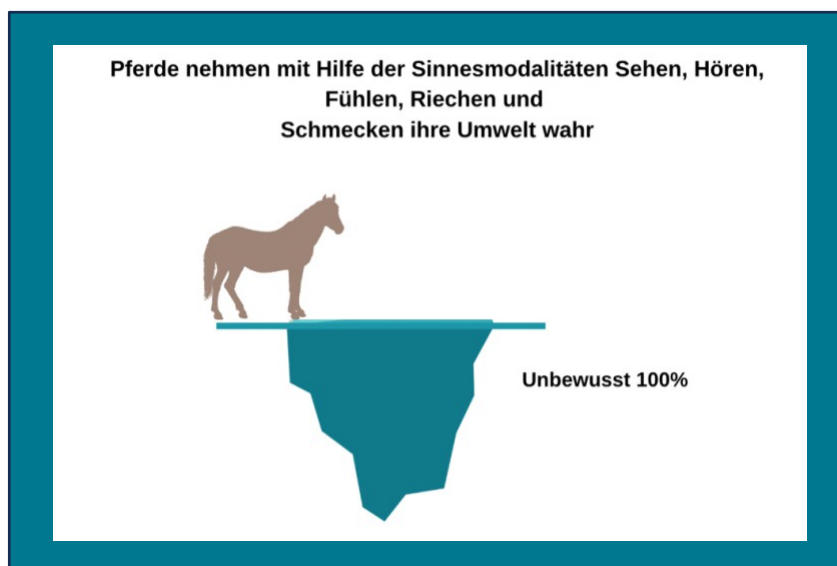 Pferde nehmen mit Hilfe der Sinnesmodalitäten Sehen, Hören,
Fühlen, Riechen und
Schmecken ihre Umwelt wahr
Unbewusst 100%